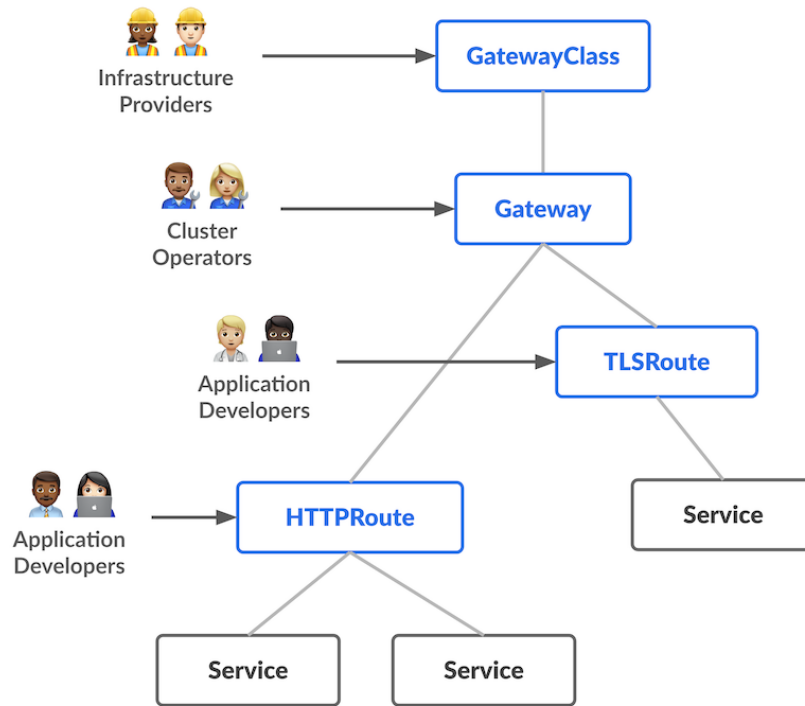 GatewayClass
Infrastructure
Providers
Gateway
Cluster
Operators
TLSRoute
Application
Developers
Service
HTTPRoute
Application
Developers
Service
Service